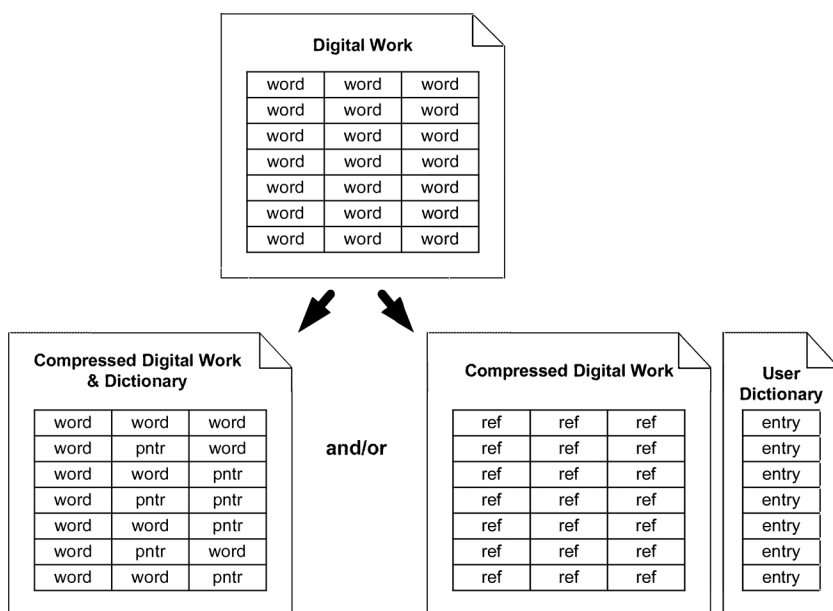 Digital Work
word word word
word word word
word word word
word word word
word word word
word word word
word word word
Compressed Digital Work
& Dictionary
word word word
word pntr word
word word pntr
word pntr pntr
word word pntr
word pntr word
word word pntr
and/or
Compressed Digital Work
ref ref ref
ref ref ref
ref ref ref
ref ref ref
ref ref ref
ref ref ref
ref ref ref
User
Dictionary
entry
entry
entry
entry
entry
entry
entry